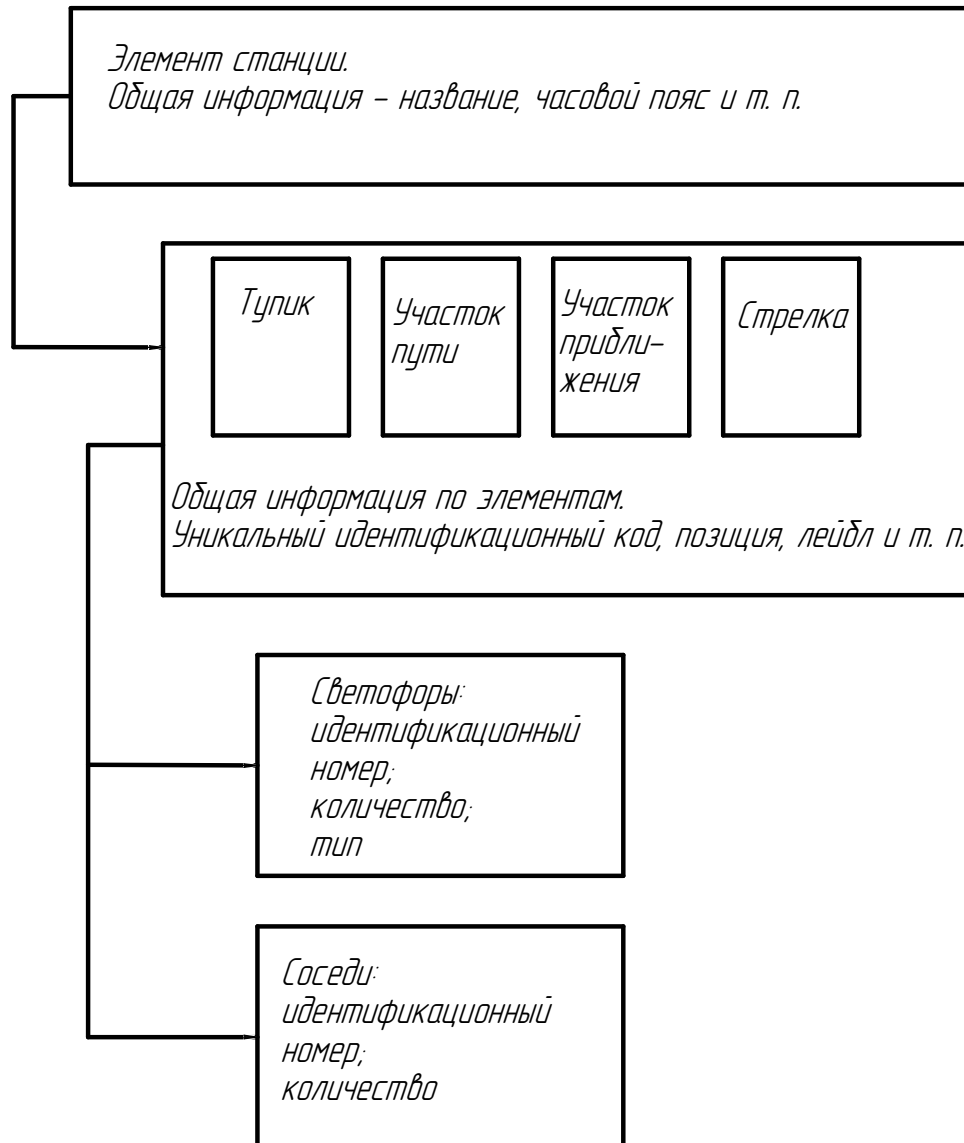 Элемент станции.
Общая информация – название, часовой пояс и т. п.
Тупик
Участок
пути
Участок
прибли-
жения
Стрелка
Общая информация по элементам.
Уникальный идентификационный код, позиция, лейбл и т. п.
Светофоры:
идентификационный
номер;
количество;
тип
Соседи:
идентификационный
номер;
количество